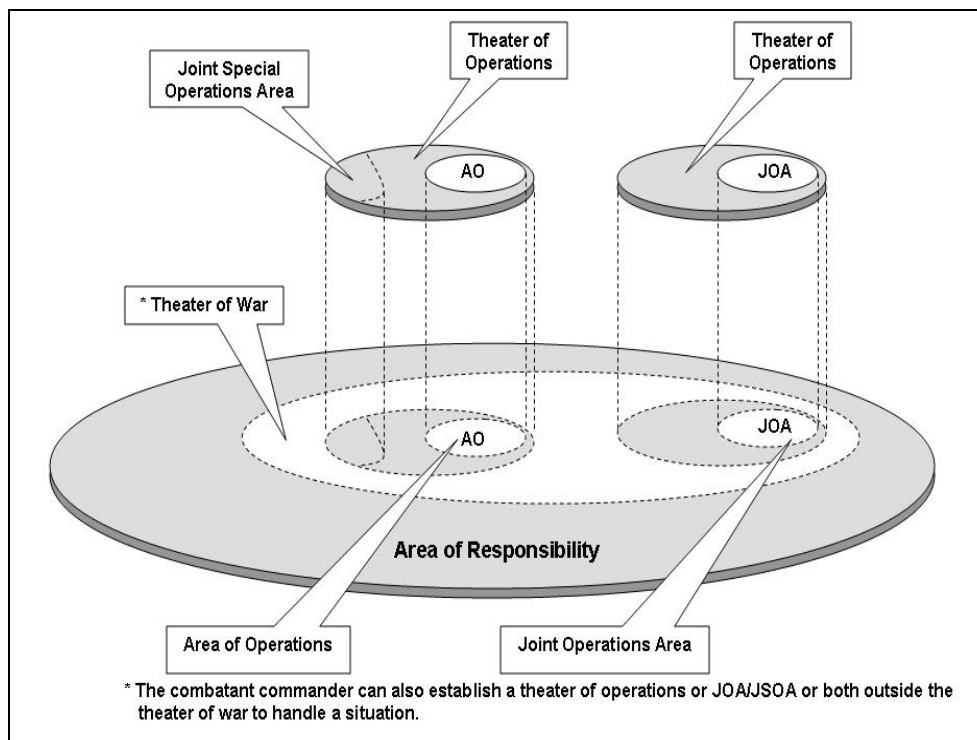 Theater of
Operations
Theater of
Operations
Joint Special
Operations Area
AO
JOA
* Theater of War
AO
JOA
Area of Responsibility
Area of Operations
Joint Operations Area
* The combatant commander can also establish a theater of operations or JOA/JSOA or both outside the
theater of war to handle a situation.